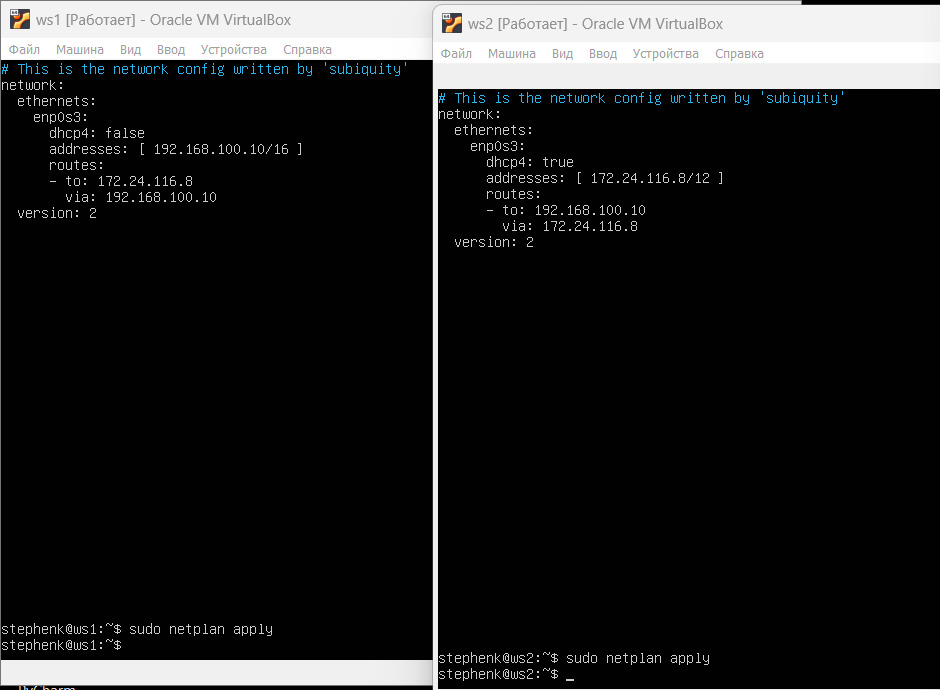 ws1 [Работает] - Oracle VM VirtualBox
Файл Машина Вид Ввод Устройства Справка
# This is the network config written by 'subiquity'
network:
  ethernets:
    enp0s3:
      dhcp4: false
      addresses: [ 192.168.100.10/16 ]
      routes:
      - to: 172.24.116.8
        via: 192.168.100.10
  version: 2
stephenk@ws1:~$ sudo netplan apply
stephenk@ws1:~$
ws2 [Работает] - Oracle VM VirtualBox
Файл Машина Вид Ввод Устройства Справка
# This is the network config written by 'subiquity'
network:
  ethernets:
    enp0s3:
      dhcp4: true
      addresses: [ 172.24.116.8/12 ]
      routes:
      - to: 192.168.100.10
        via: 172.24.116.8
  version: 2
stephenk@ws2:~$ sudo netplan apply
stephenk@ws2:~$ _
PyCharm